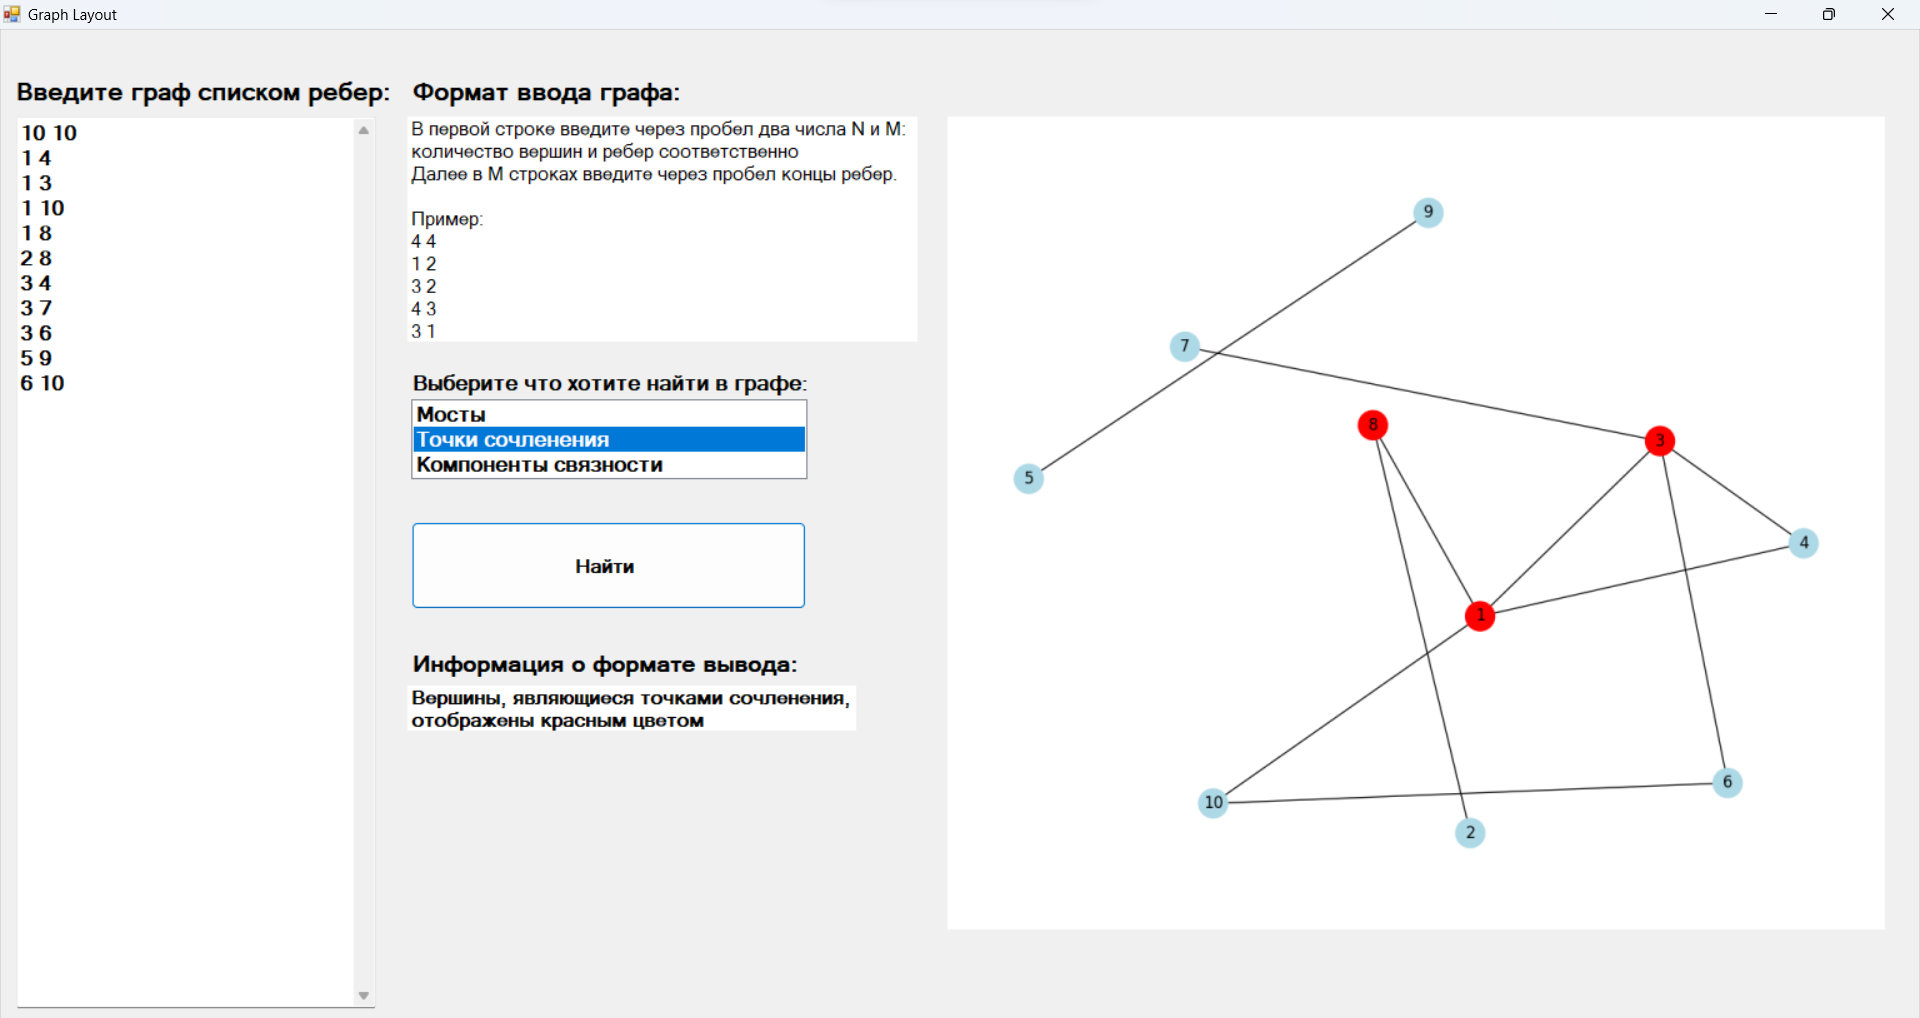 Graph Layout
Введите граф списком ребер:
10 10
1 4
1 3
1 10
1 8
2 8
3 4
3 7
3 6
5 9
6 10
Формат ввода графа:
В первой строке введите через пробел два числа N и M:
количество вершин и ребер соответственно
Далее в M строках введите через пробел концы ребер.
Пример:
4 4
1 2
3 2
4 3
3 1
Выберите что хотите найти в графе:
Мосты
Точки сочленения
Компоненты связности
Найти
Информация о формате вывода:
Вершины, являющиеся точками сочленения,
отображены красным цветом
9
7
8
3
5
4
1
6
10
2